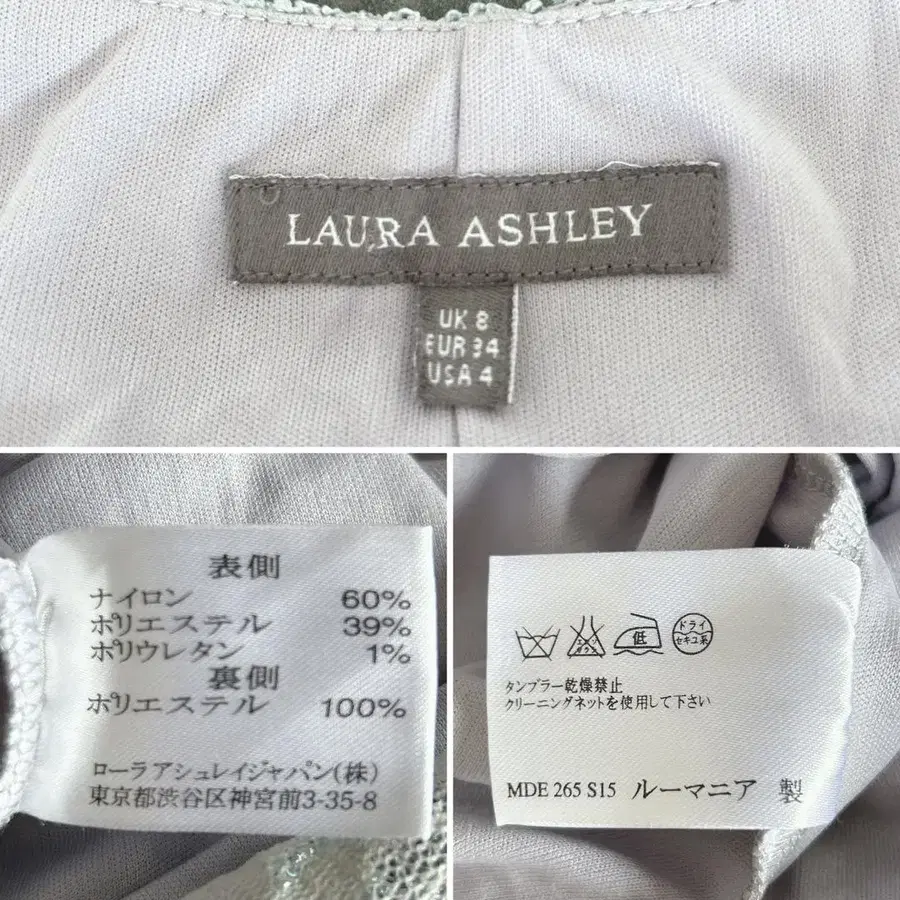 LAURA ASHLEY
UK 8
EUR 34
USA 4
表側
ナイロン 60%
ポリエステル 39%
ポリウレタン 1%
裏側
ポリエステル 100%
ローラアシュレイジャパン(株)
東京都渋谷区神宮前3-35-8
低
ドライ
セキユ系
タンブラー乾燥禁止
クリーニングネットを使用して下さい
MDE 265 S15 ルーマニア 製